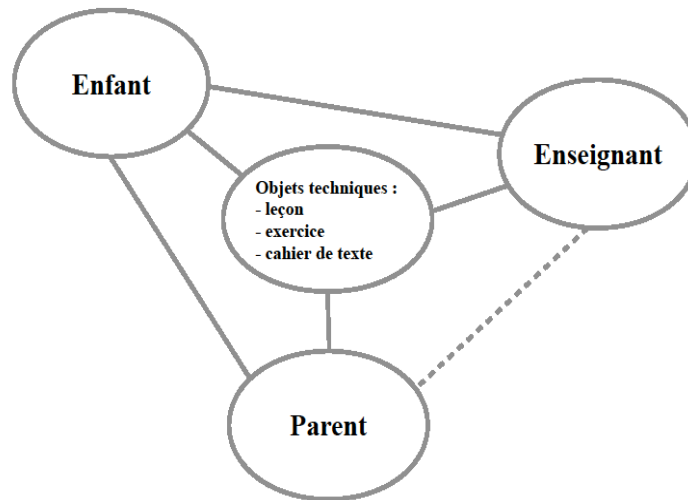 Enfant
Enseignant
Objets techniques :
- leçon
- exercice
- cahier de texte
Parent